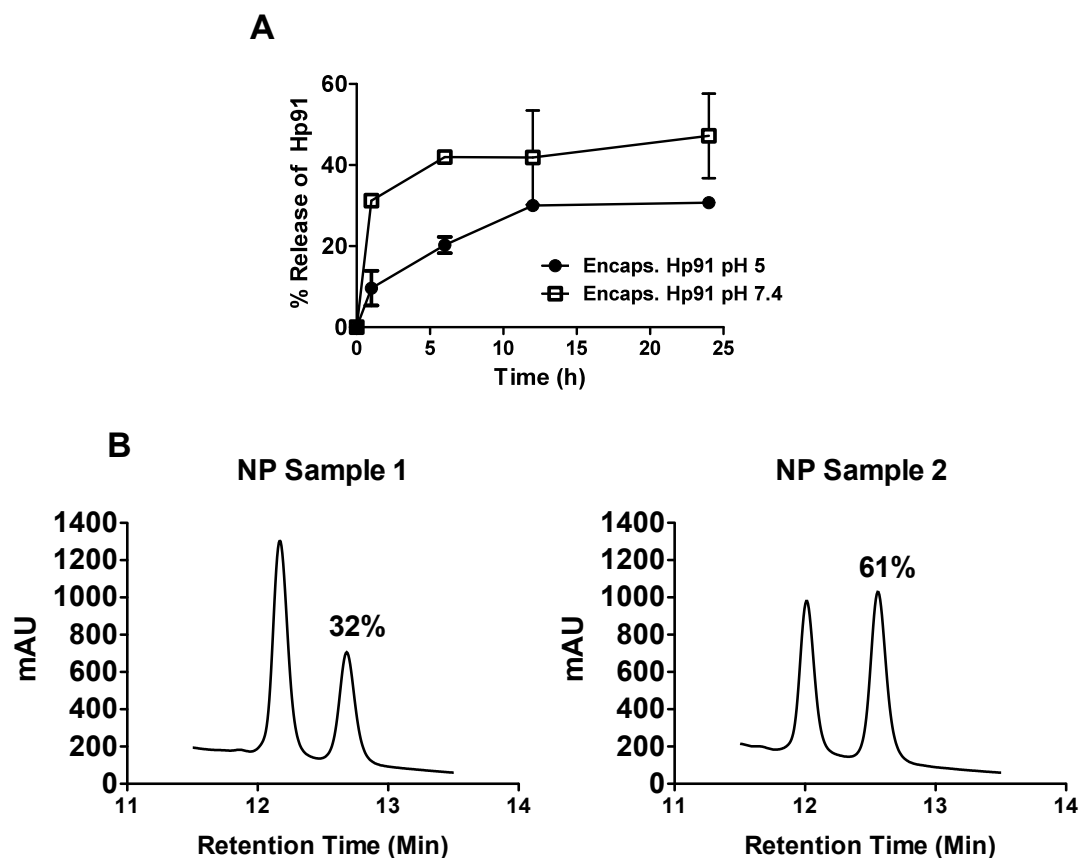 A
60
40
20
0
% Release of Hp91
Encaps. Hp91 pH 5
Encaps. Hp91 pH 7.4
0 5 10 15 20 25
Time (h)
B
NP Sample 1
1400
1200
1000
800
600
400
200
0
mAU
32%
11 12 13 14
Retention Time (Min)
NP Sample 2
1400
1200
1000
800
600
400
200
0
mAU
61%
11 12 13 14
Retention Time (Min)